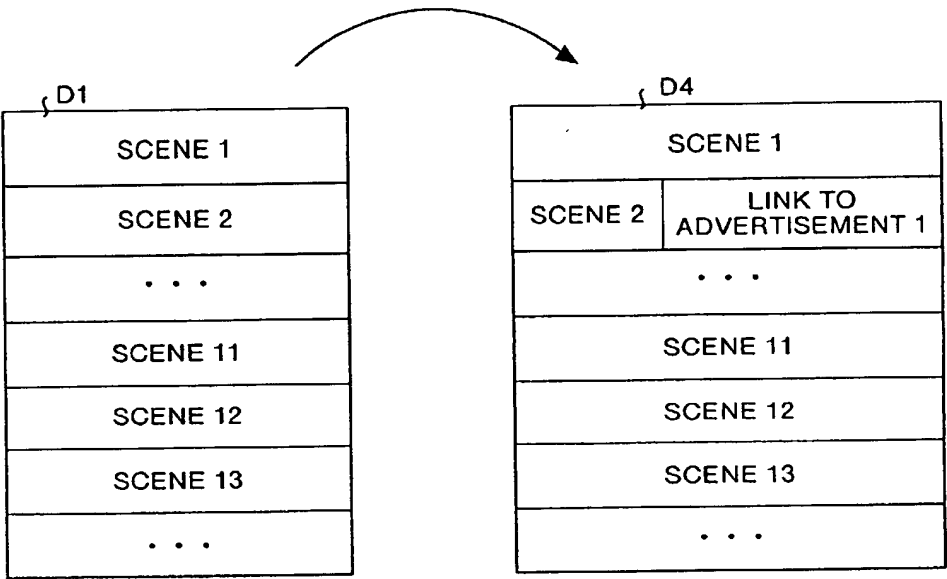 D1
SCENE 1
SCENE 2
...
SCENE 11
SCENE 12
SCENE 13
...
D4
SCENE 1
SCENE 2
LINK TO
ADVERTISEMENT 1
...
SCENE 11
SCENE 12
SCENE 13
...